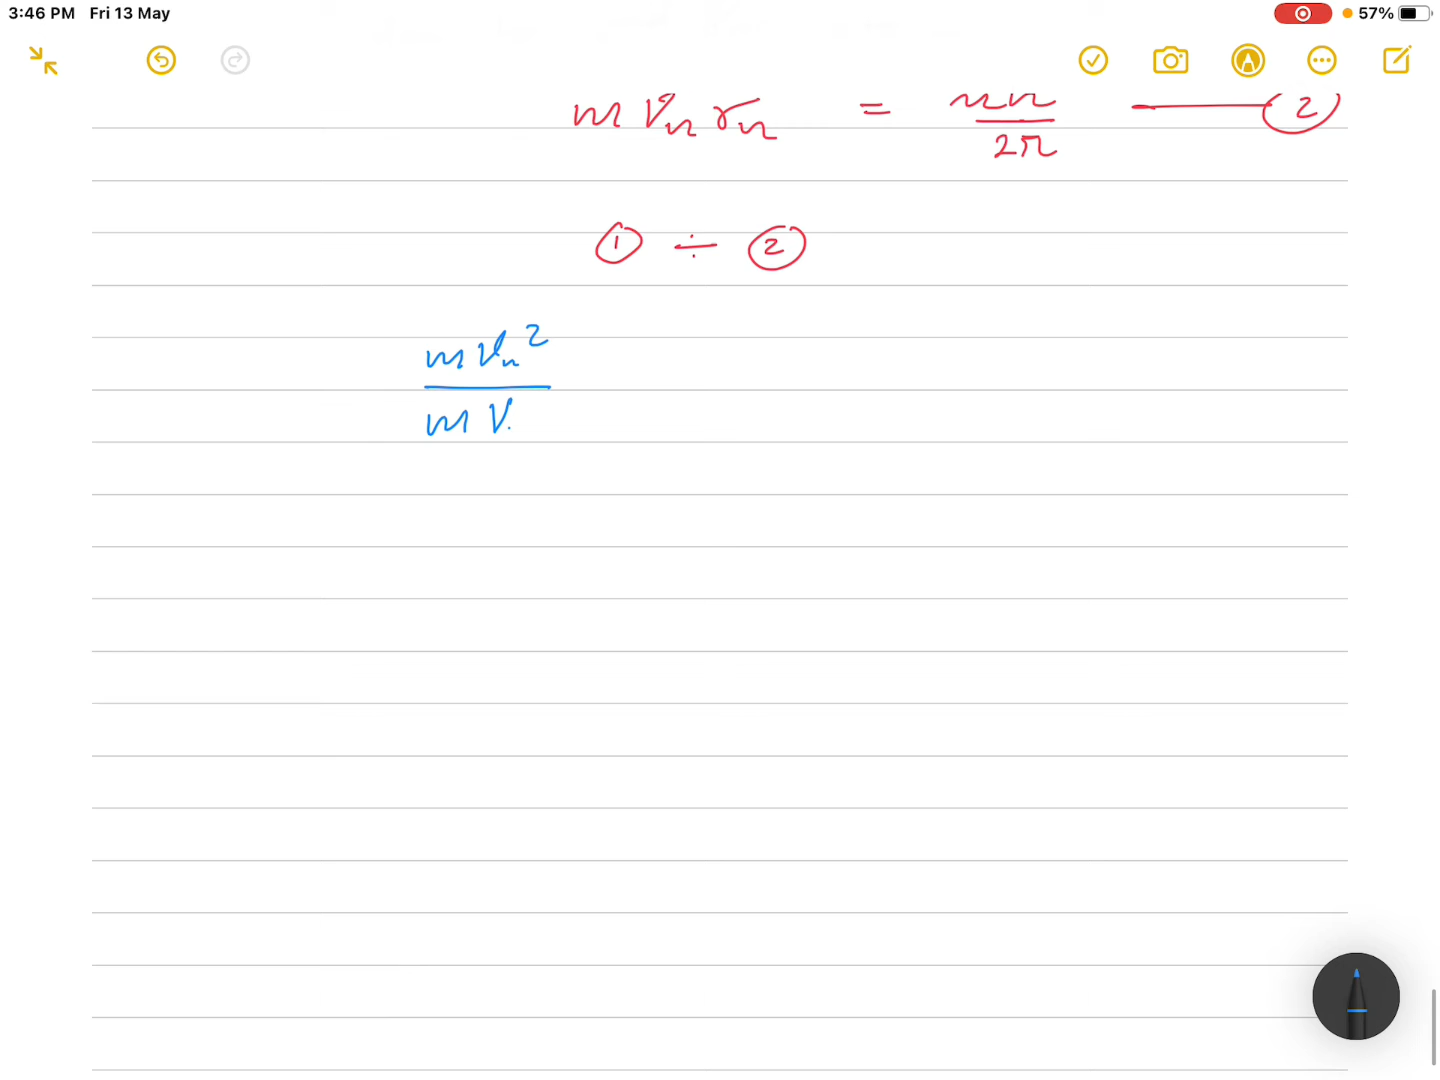 3:46 PM Fri 13 May 57%
m vₙ rₙ = nh/2π —— ②
① ÷ ②
m vₙ² / m v